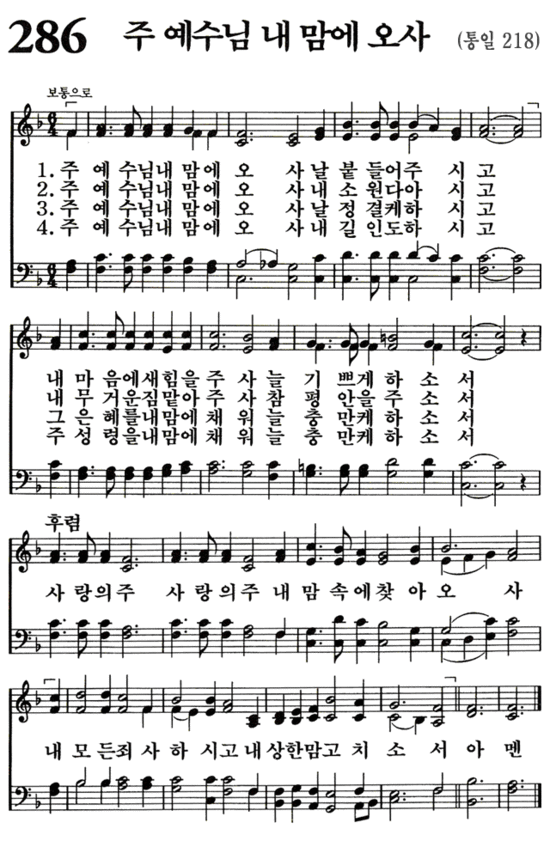 286 주 예수님 내 맘에 오사 (통일 218)
보통으로
1. 주 예 수님내 맘에 오 사날 붙 들어주 시 고
2. 주 예 수님내 맘에 오 사내 소 원다아 시 고
3. 주 예 수님내 맘에 오 사날 정 결케하 시 고
4. 주 예 수님내 맘에 오 사내 길 인도하 시 고
내 마 음에새힘을주 사늘 기 쁘게 하 소 서
내 무 거운짐맡아주 사참 평 안을주 소 서
그 은 혜를내맘에채 워늘 충 만케하 소 서
주 성 령을내맘에채 워늘 충 만케하 소 서
후렴
사 랑의주 사 랑의주 내 맘 속에찾 아오 사
내 모 든죄 사 하 시고내상한맘고 치 소 서아 멘